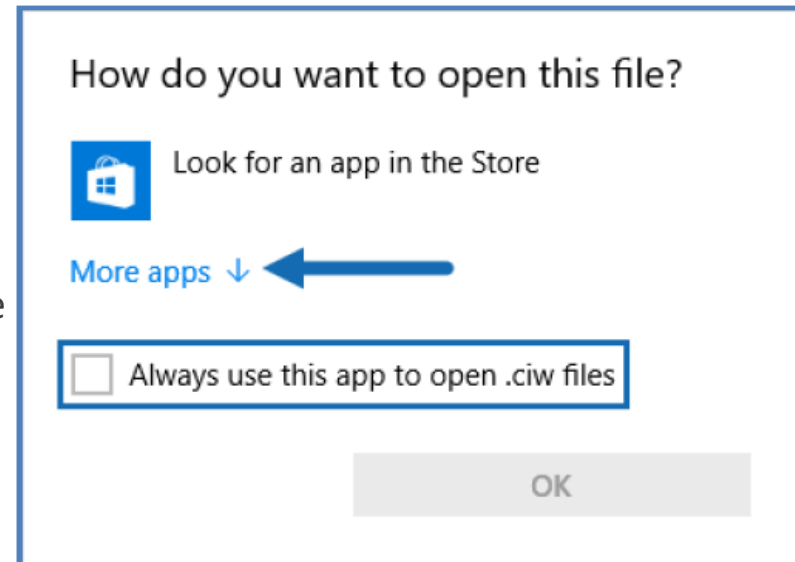 How do you want to open this file?
Look for an app in the Store
More apps ↓
e
Always use this app to open .ciw files
OK